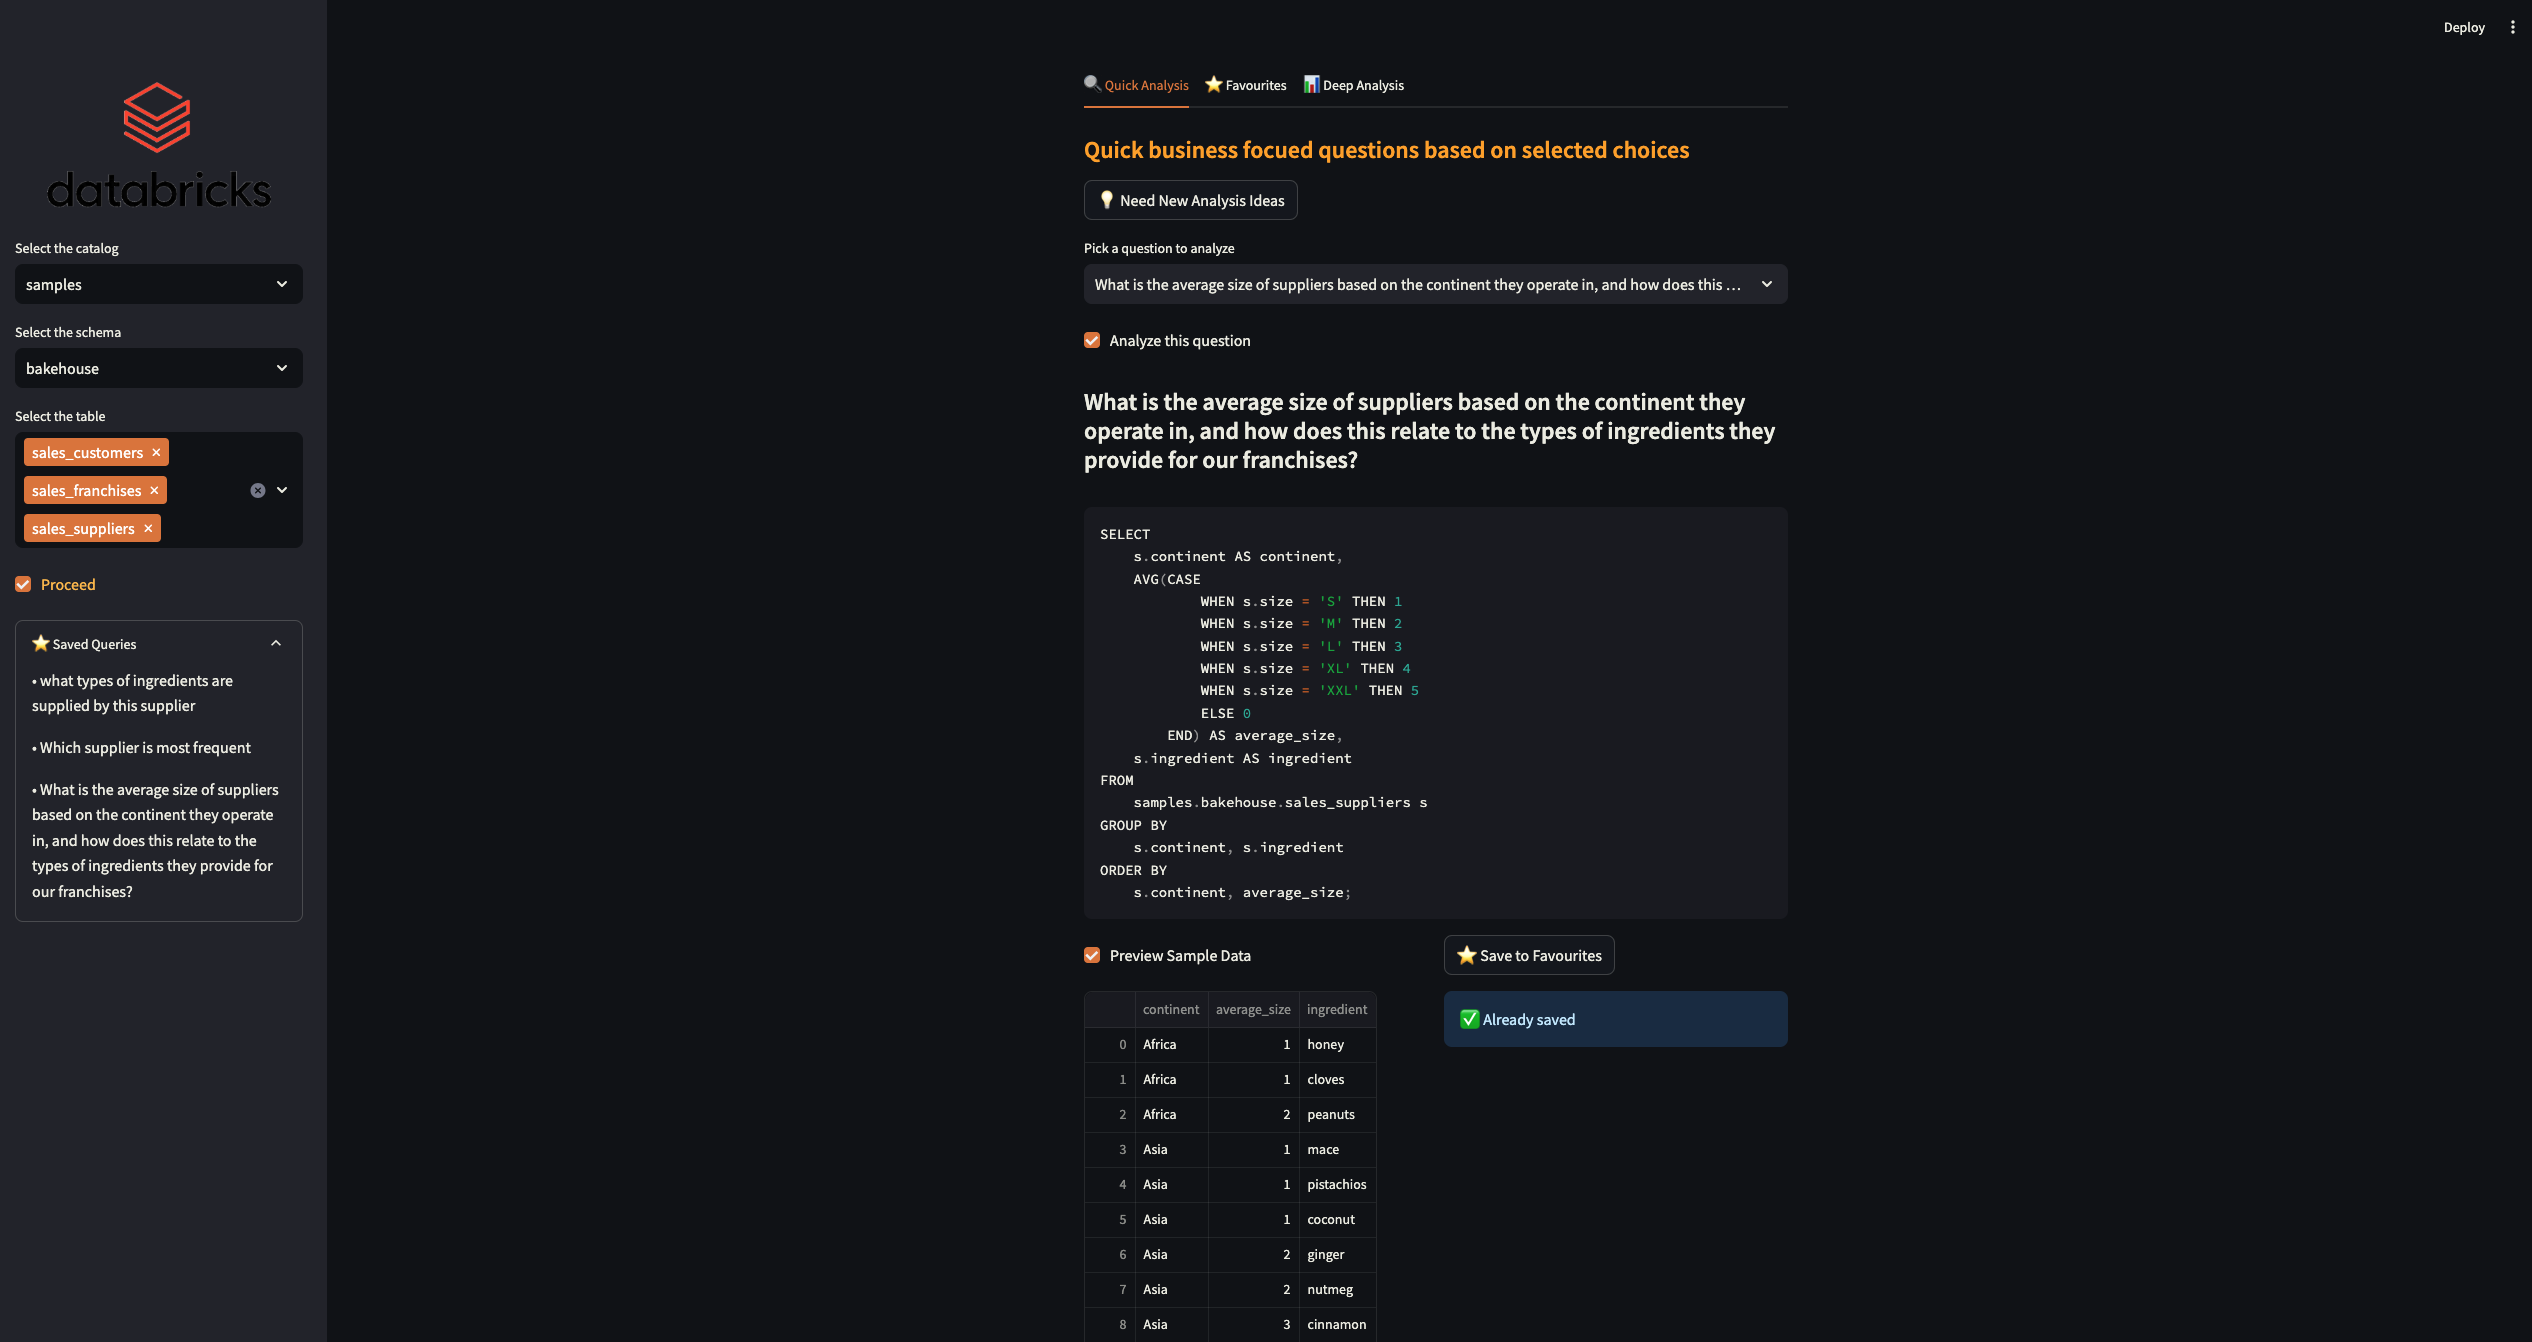 Deploy
databricks
Select the catalog
samples
Select the schema
bakehouse
Select the table
sales_customers ×
sales_franchises ×
sales_suppliers ×
Proceed
⭐ Saved Queries
• what types of ingredients are
supplied by this supplier
• Which supplier is most frequent
• What is the average size of suppliers
based on the continent they operate
in, and how does this relate to the
types of ingredients they provide for
our franchises?
🔍 Quick Analysis ⭐ Favourites 📊 Deep Analysis
Quick business focued questions based on selected choices
💡 Need New Analysis Ideas
Pick a question to analyze
What is the average size of suppliers based on the continent they operate in, and how does this ...
Analyze this question
What is the average size of suppliers based on the continent they
operate in, and how does this relate to the types of ingredients they
provide for our franchises?
SELECT
    s.continent AS continent,
    AVG(CASE
            WHEN s.size = 'S' THEN 1
            WHEN s.size = 'M' THEN 2
            WHEN s.size = 'L' THEN 3
            WHEN s.size = 'XL' THEN 4
            WHEN s.size = 'XXL' THEN 5
            ELSE 0
        END) AS average_size,
    s.ingredient AS ingredient
FROM
    samples.bakehouse.sales_suppliers s
GROUP BY
    s.continent, s.ingredient
ORDER BY
    s.continent, average_size;
Preview Sample Data
⭐ Save to Favourites
✅ Already saved
continent average_size ingredient
0 Africa 1 honey
1 Africa 1 cloves
2 Africa 2 peanuts
3 Asia 1 mace
4 Asia 1 pistachios
5 Asia 1 coconut
6 Asia 2 ginger
7 Asia 2 nutmeg
8 Asia 3 cinnamon